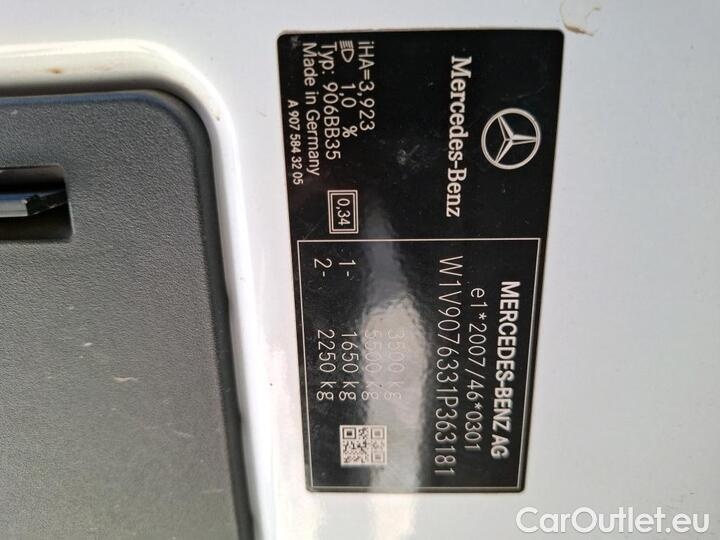 Mercedes-Benz
MERCEDES-BENZ AG
e1*2007/46*0301
W1V9076331P363181
3500 kg
5500 kg
1- 1650 kg
2- 2250 kg
iHA=3,923
1,0 %
Typ: 906BB35
Made in Germany
0,34
A 907 584 32 05
CarOutlet.eu